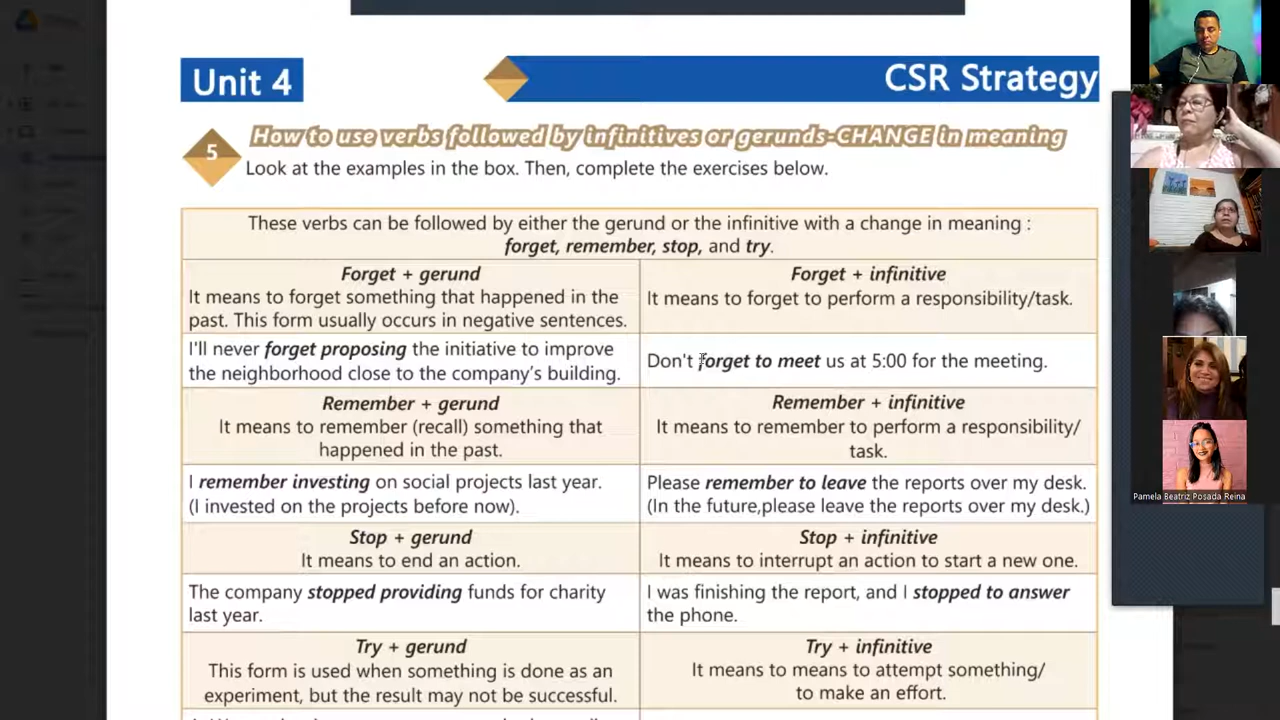 Unit 4
CSR Strategy
5
How to use verbs followed by infinitives or gerunds-CHANGE in meaning
Look at the examples in the box. Then, complete the exercises below.
These verbs can be followed by either the gerund or the infinitive with a change in meaning :
forget, remember, stop, and try.
Forget + gerund
It means to forget something that happened in the
past. This form usually occurs in negative sentences.
Forget + infinitive
It means to forget to perform a responsibility/task.
I'll never forget proposing the initiative to improve
the neighborhood close to the company's building.
Don't forget to meet us at 5:00 for the meeting.
Remember + gerund
It means to remember (recall) something that
happened in the past.
Remember + infinitive
It means to remember to perform a responsibility/
task.
I remember investing on social projects last year.
(I invested on the projects before now).
Please remember to leave the reports over my desk.
(In the future,please leave the reports over my desk.)
Stop + gerund
It means to end an action.
Stop + infinitive
It means to interrupt an action to start a new one.
The company stopped providing funds for charity
last year.
I was finishing the report, and I stopped to answer
the phone.
Try + gerund
This form is used when something is done as an
experiment, but the result may not be successful.
Try + infinitive
It means to means to attempt something/
to make an effort.
Pamela Beatriz Posada Reina